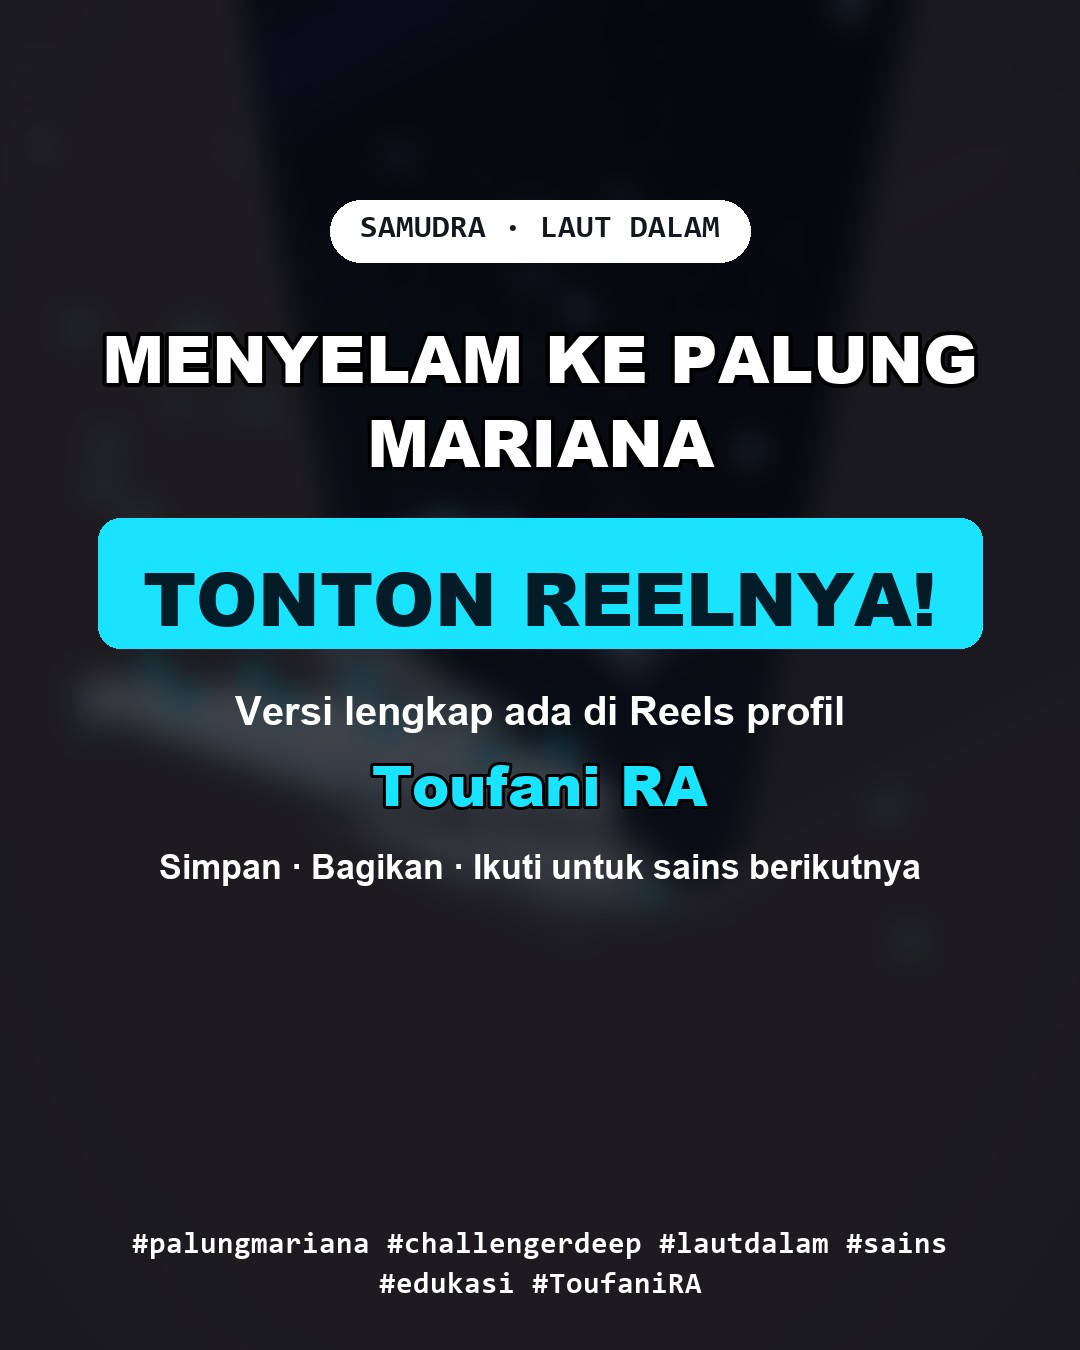 SAMUDRA · LAUT DALAM
MENYELAM KE PALUNG
MARIANA
TONTON REELNYA!
Versi lengkap ada di Reels profil
Toufani RA
Simpan · Bagikan · Ikuti untuk sains berikutnya
#palungmariana #challengerdeep #lautdalam #sains
#edukasi #ToufaniRA